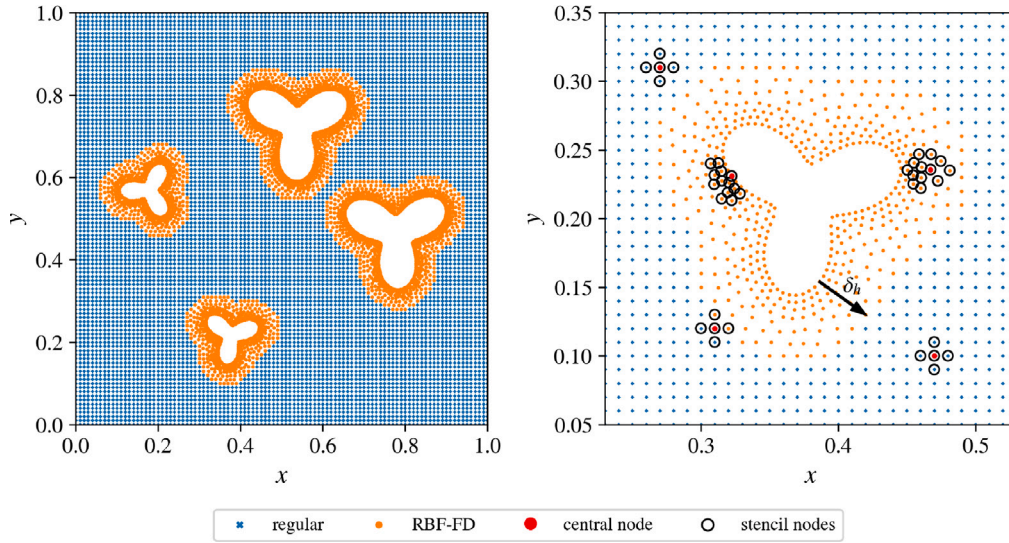 1.0
0.8
0.6
0.4
0.2
0.0
y
0.0 0.2 0.4 0.6 0.8 1.0
x
0.35
0.30
0.25
0.20
0.15
0.10
0.05
y
δh
0.3 0.4 0.5
x
regular RBF-FD central node stencil nodes